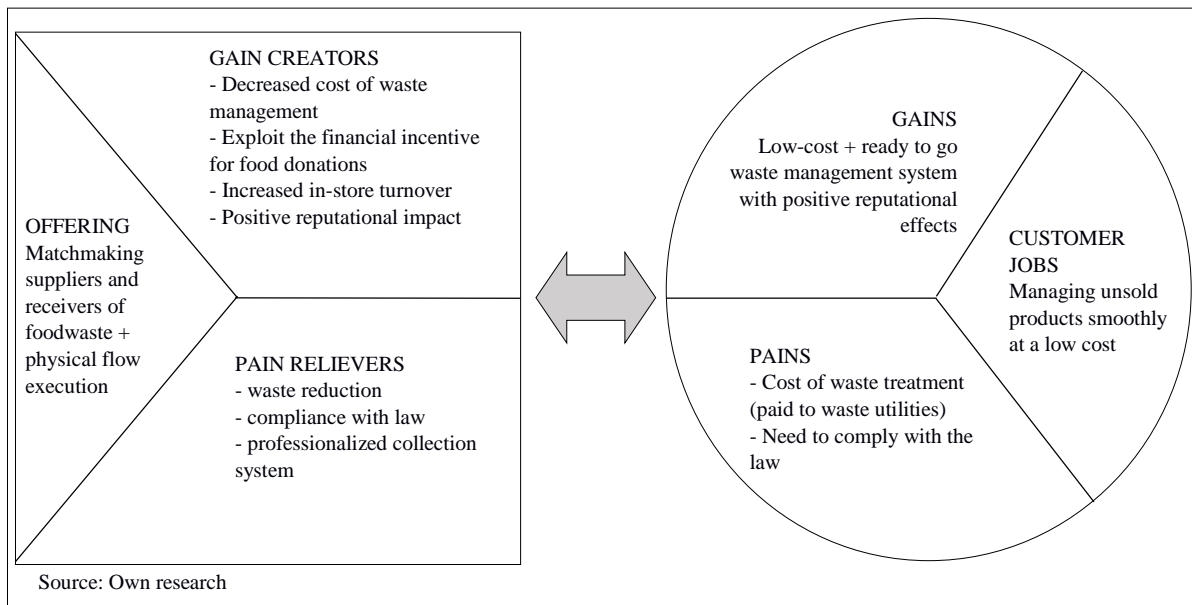 OFFERING
Matchmaking
suppliers and
receivers of
foodwaste +
physical flow
execution
GAIN CREATORS
- Decreased cost of waste
management
- Exploit the financial incentive
for food donations
- Increased in-store turnover
- Positive reputational impact
PAIN RELIEVERS
- waste reduction
- compliance with law
- professionalized collection
system
GAINS
Low-cost + ready to go
waste management system
with positive reputational
effects
PAINS
- Cost of waste treatment
(paid to waste utilities)
- Need to comply with the
law
CUSTOMER
JOBS
Managing unsold
products smoothly
at a low cost
Source: Own research